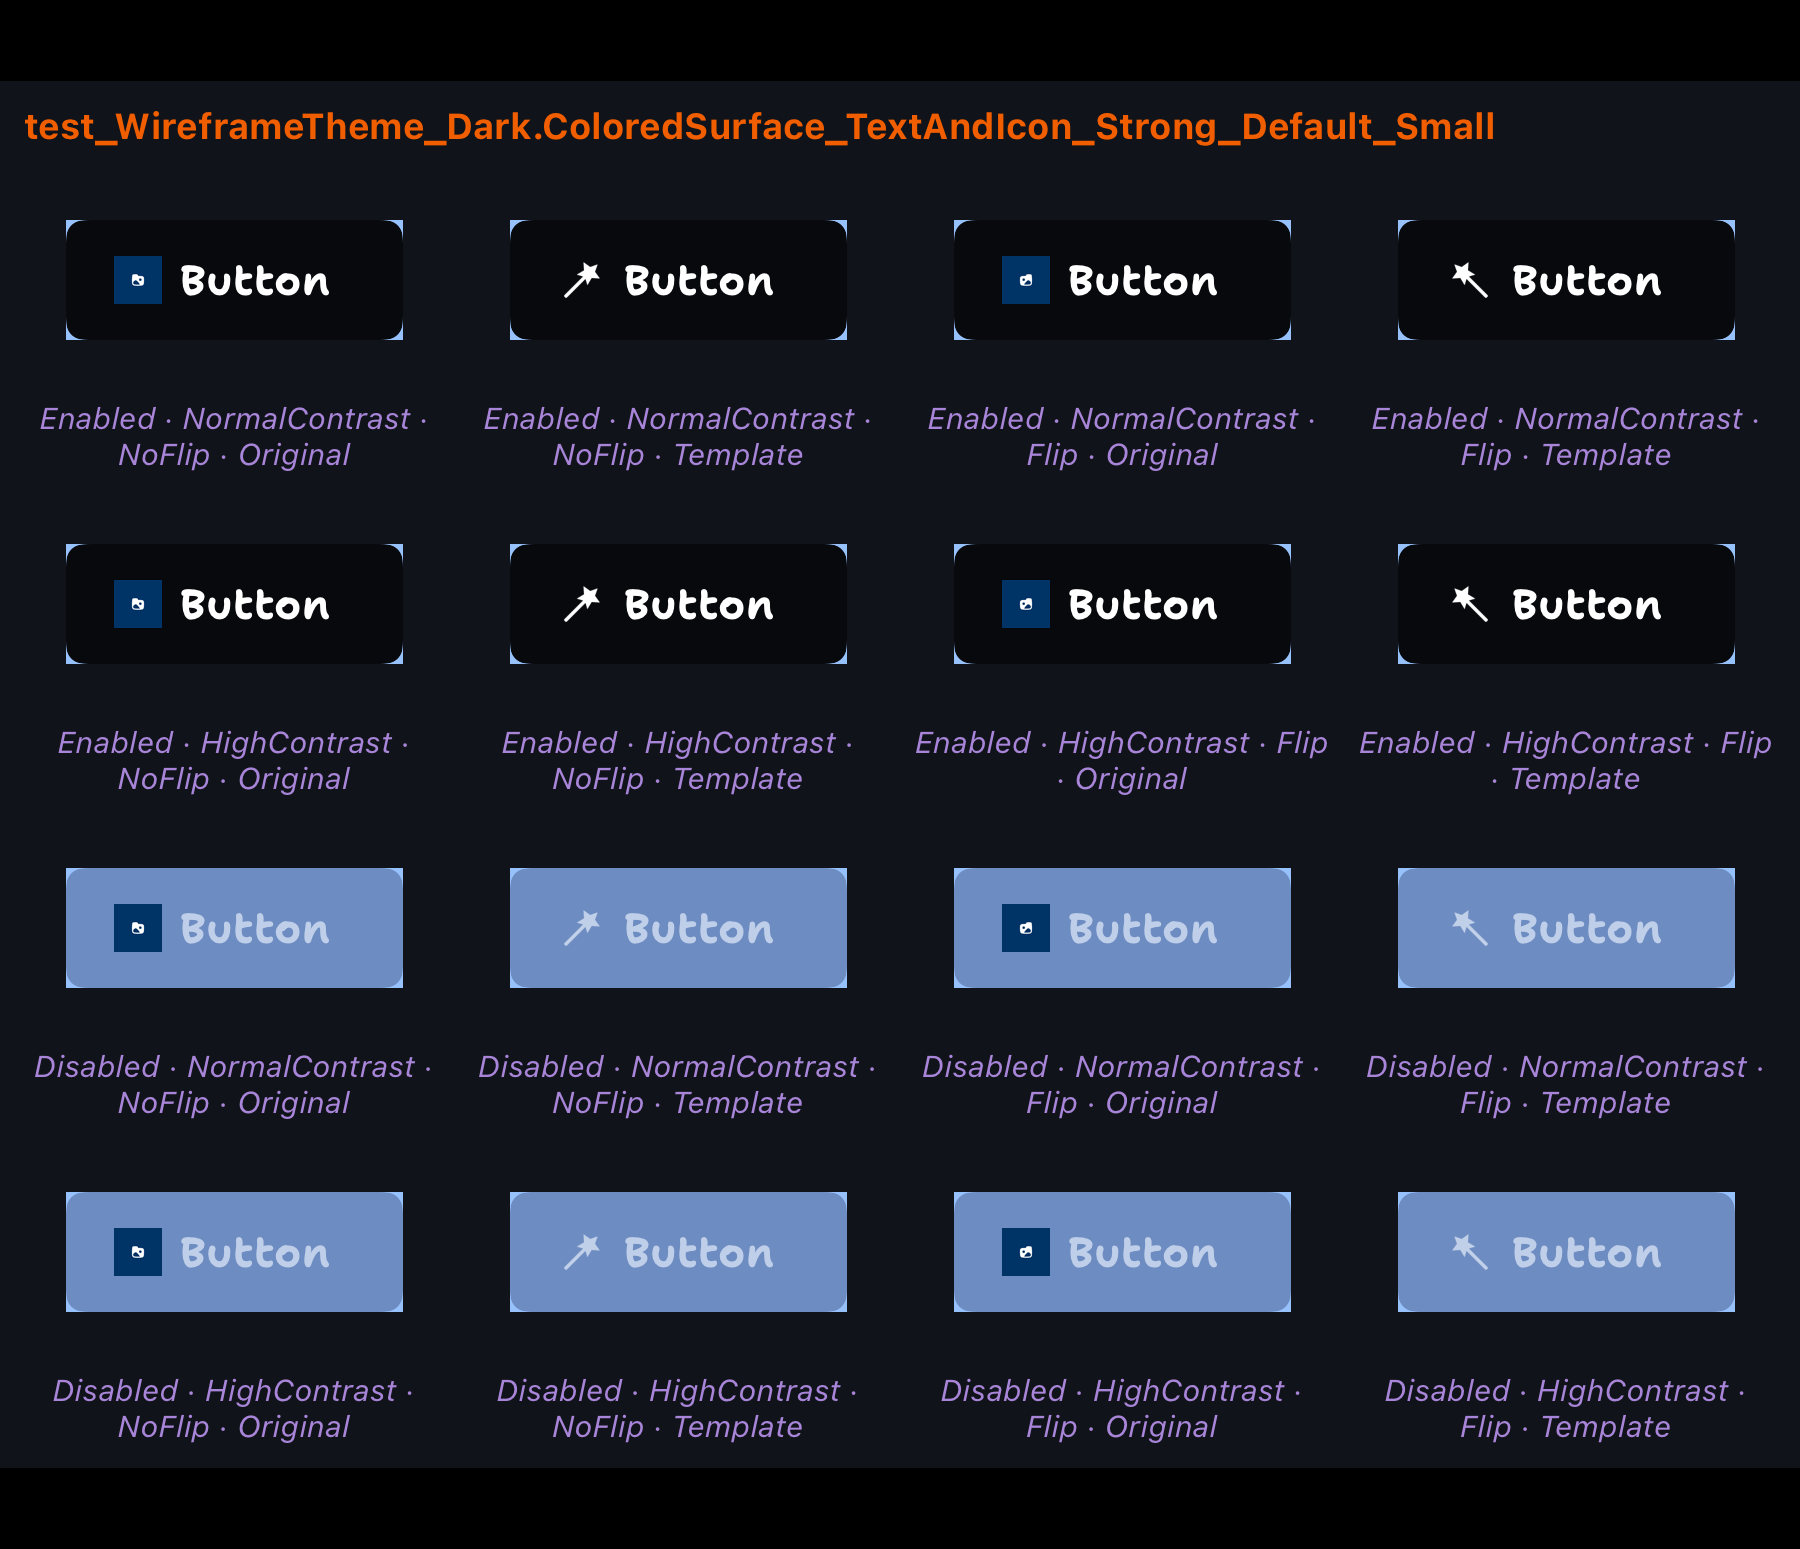 test_WireframeTheme_Dark.ColoredSurface_TextAndIcon_Strong_Default_Small
Button
Button
Button
Button
Enabled · NormalContrast ·
NoFlip · Original
Enabled · NormalContrast ·
NoFlip · Template
Enabled · NormalContrast ·
Flip · Original
Enabled · NormalContrast ·
Flip · Template
Button
Button
Button
Button
Enabled · HighContrast ·
NoFlip · Original
Enabled · HighContrast ·
NoFlip · Template
Enabled · HighContrast · Flip
· Original
Enabled · HighContrast · Flip
· Template
Button
Button
Button
Button
Disabled · NormalContrast ·
NoFlip · Original
Disabled · NormalContrast ·
NoFlip · Template
Disabled · NormalContrast ·
Flip · Original
Disabled · NormalContrast ·
Flip · Template
Button
Button
Button
Button
Disabled · HighContrast ·
NoFlip · Original
Disabled · HighContrast ·
NoFlip · Template
Disabled · HighContrast ·
Flip · Original
Disabled · HighContrast ·
Flip · Template